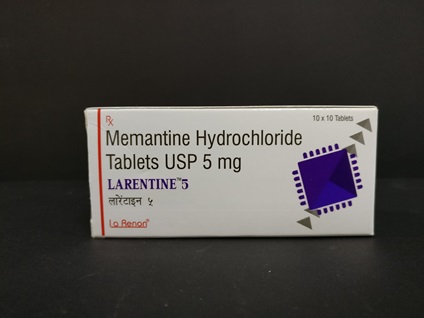 Rx
10 x 10 Tablets
Memantine Hydrochloride
Tablets USP 5 mg
LARENTINE™5
लारेंटाइन ५
La Renon®